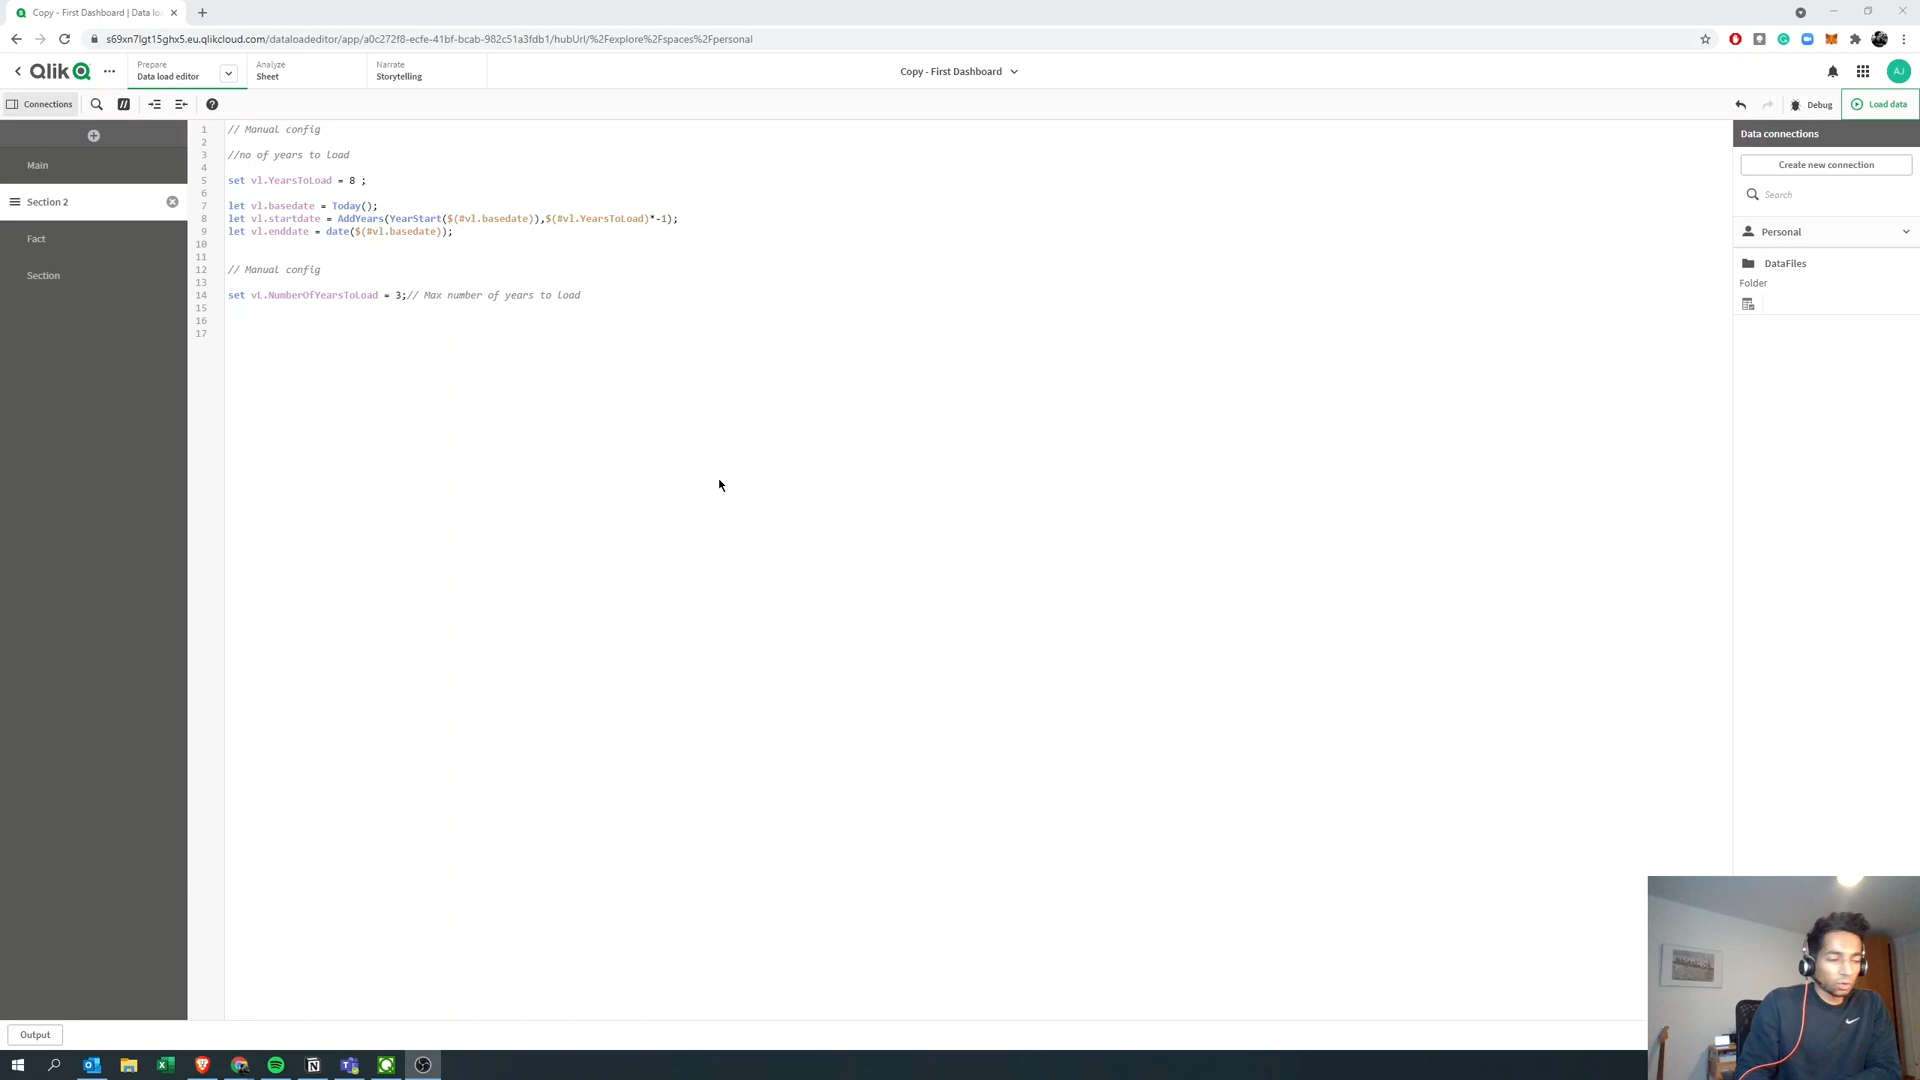 Copy - First Dashboard | Data loa
s69xn7lgt15ghx5.eu.qlikcloud.com/dataloadeditor/app/a0c272f8-ecfe-41bf-bcab-982c51a3fdb1/hubUrl/%2Fexplore%2Fspaces%2Fpersonal
Qlik
Prepare
Data load editor
Analyze
Sheet
Narrate
Storytelling
Copy - First Dashboard
AJ
Connections
Debug
Load data
Main
Section 2
Fact
Section
1 // Manual config
2
3 //no of years to load
4
5 set vl.YearsToLoad = 8 ;
6
7 let vl.basedate = Today();
8 let vl.startdate = AddYears(YearStart($(#vl.basedate)),$(#vl.YearsToLoad)*-1);
9 let vl.enddate = date($(#vl.basedate));
10
11
12 // Manual config
13
14 set vL.NumberOfYearsToLoad = 3;// Max number of years to load
15
16
17
Data connections
Create new connection
Search
Personal
DataFiles
Folder
Output